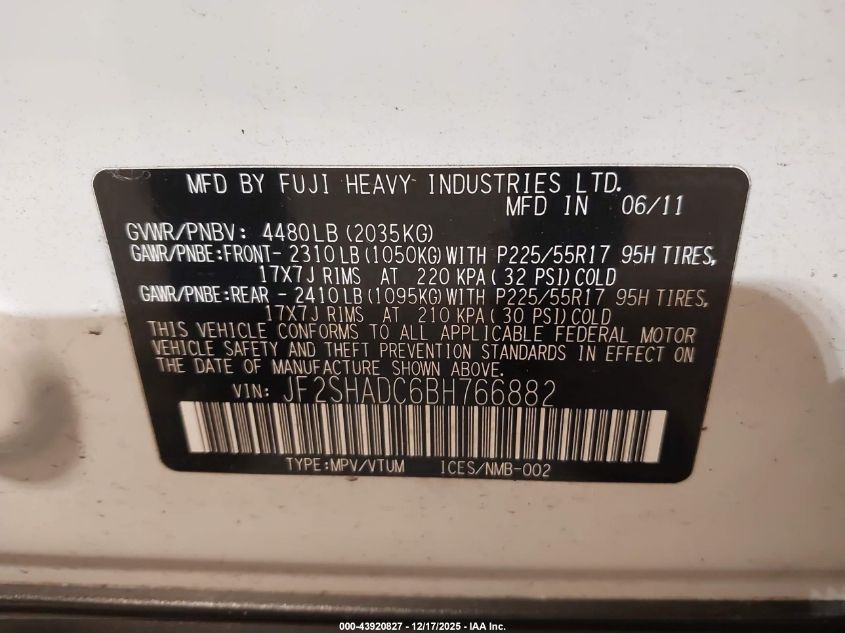 MFD BY FUJI HEAVY INDUSTRIES LTD.
MFD IN 06/11
GVWR/PNBV: 4480LB (2035KG)
GAWR/PNBE:FRONT- 2310LB (1050KG) WITH P225/55R17 95H TIRES,
17X7J RIMS AT 220 KPA ( 32 PSI) COLD
GAWR/PNBE:REAR - 2410LB (1095KG) WITH P225/55R17 95H TIRES,
17X7J RIMS AT 210 KPA ( 30 PSI) COLD
THIS VEHICLE CONFORMS TO ALL APPLICABLE FEDERAL MOTOR
VEHICLE SAFETY AND THEFT PREVENTION STANDARDS IN EFFECT ON
THE DATE OF MANUFACTURE SHOWN ABOVE.
VIN: JF2SHADC6BH766882
TYPE:MPV/VTUM ICES/NMB-002
000-43920827 - 12/17/2025 - IAA Inc.